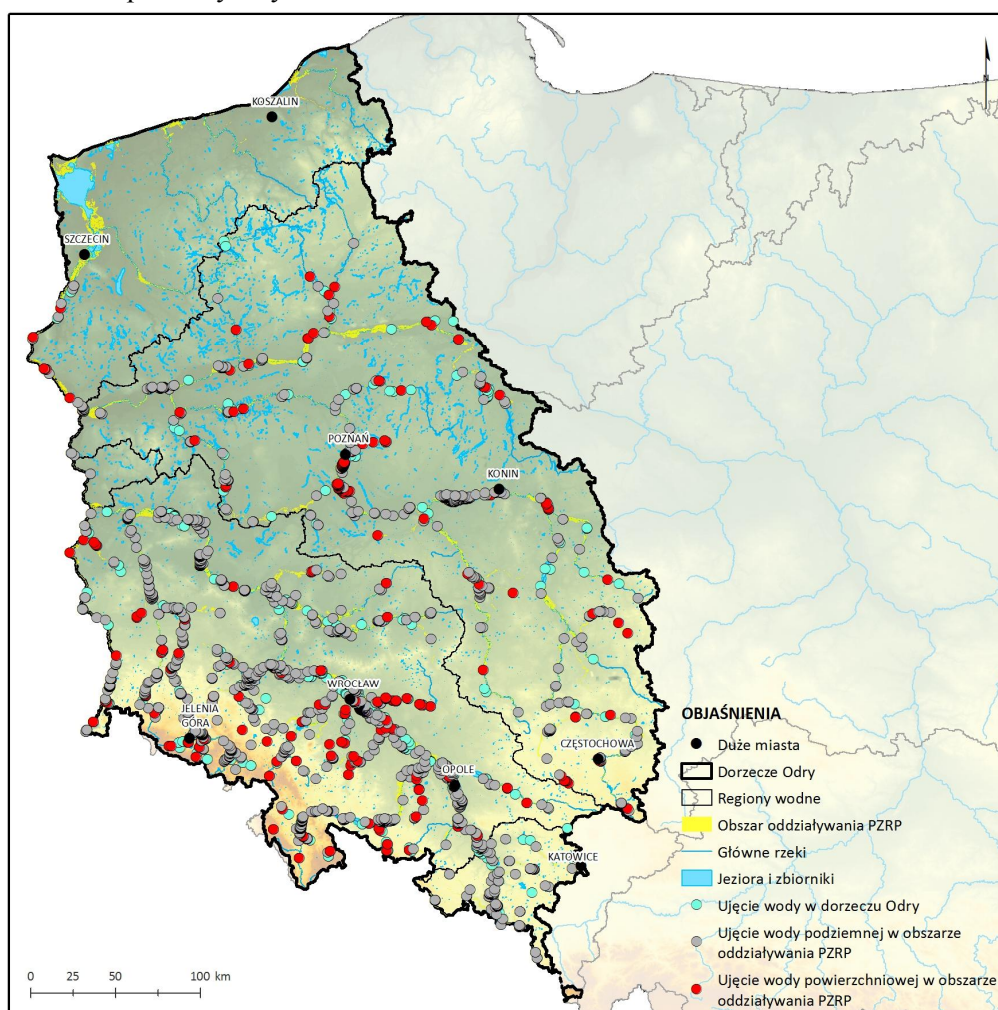 KOSZALIN
SZCZECIN
POZNAŃ
KONIN
WROCŁAW
JELENIA
GÓRA
CZĘSTOCHOWA
OPOLE
KATOWICE
OBJAŚNIENIA
Duże miasta
Dorzecze Odry
Regiony wodne
Obszar oddziaływania PZRP
Główne rzeki
Jeziora i zbiorniki
Ujęcie wody w dorzeczu Odry
Ujęcie wody podziemnej w obszarze
oddziaływania PZRP
Ujęcie wody powierzchniowej w obszarze
oddziaływania PZRP
0 25 50 100 km